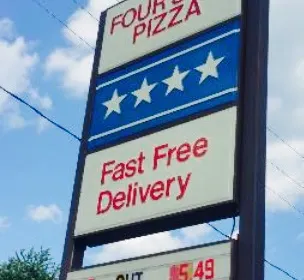 FOUR
PIZZA
Fast Free
Delivery
OUT $5.49